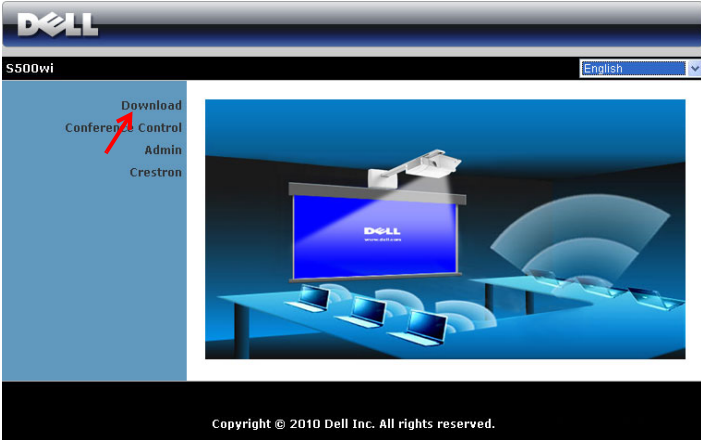 DELL
S500wi
English
Download
Conference Control
Admin
Crestron
DELL
www.dell.com
Copyright © 2010 Dell Inc. All rights reserved.